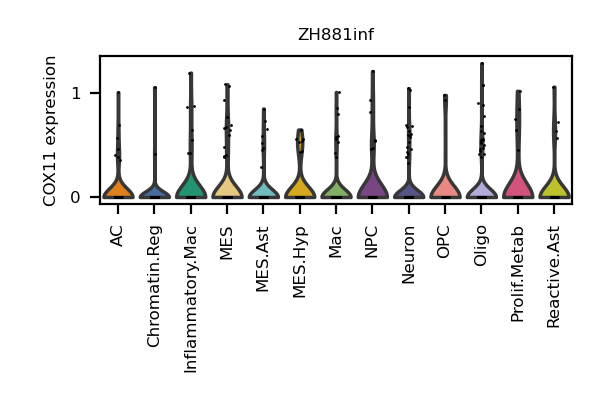 ZH881inf
COX11 expression
1
0
AC
Chromatin.Reg
Inflammatory.Mac
MES
MES.Ast
MES.Hyp
Mac
NPC
Neuron
OPC
Oligo
Prolif.Metab
Reactive.Ast